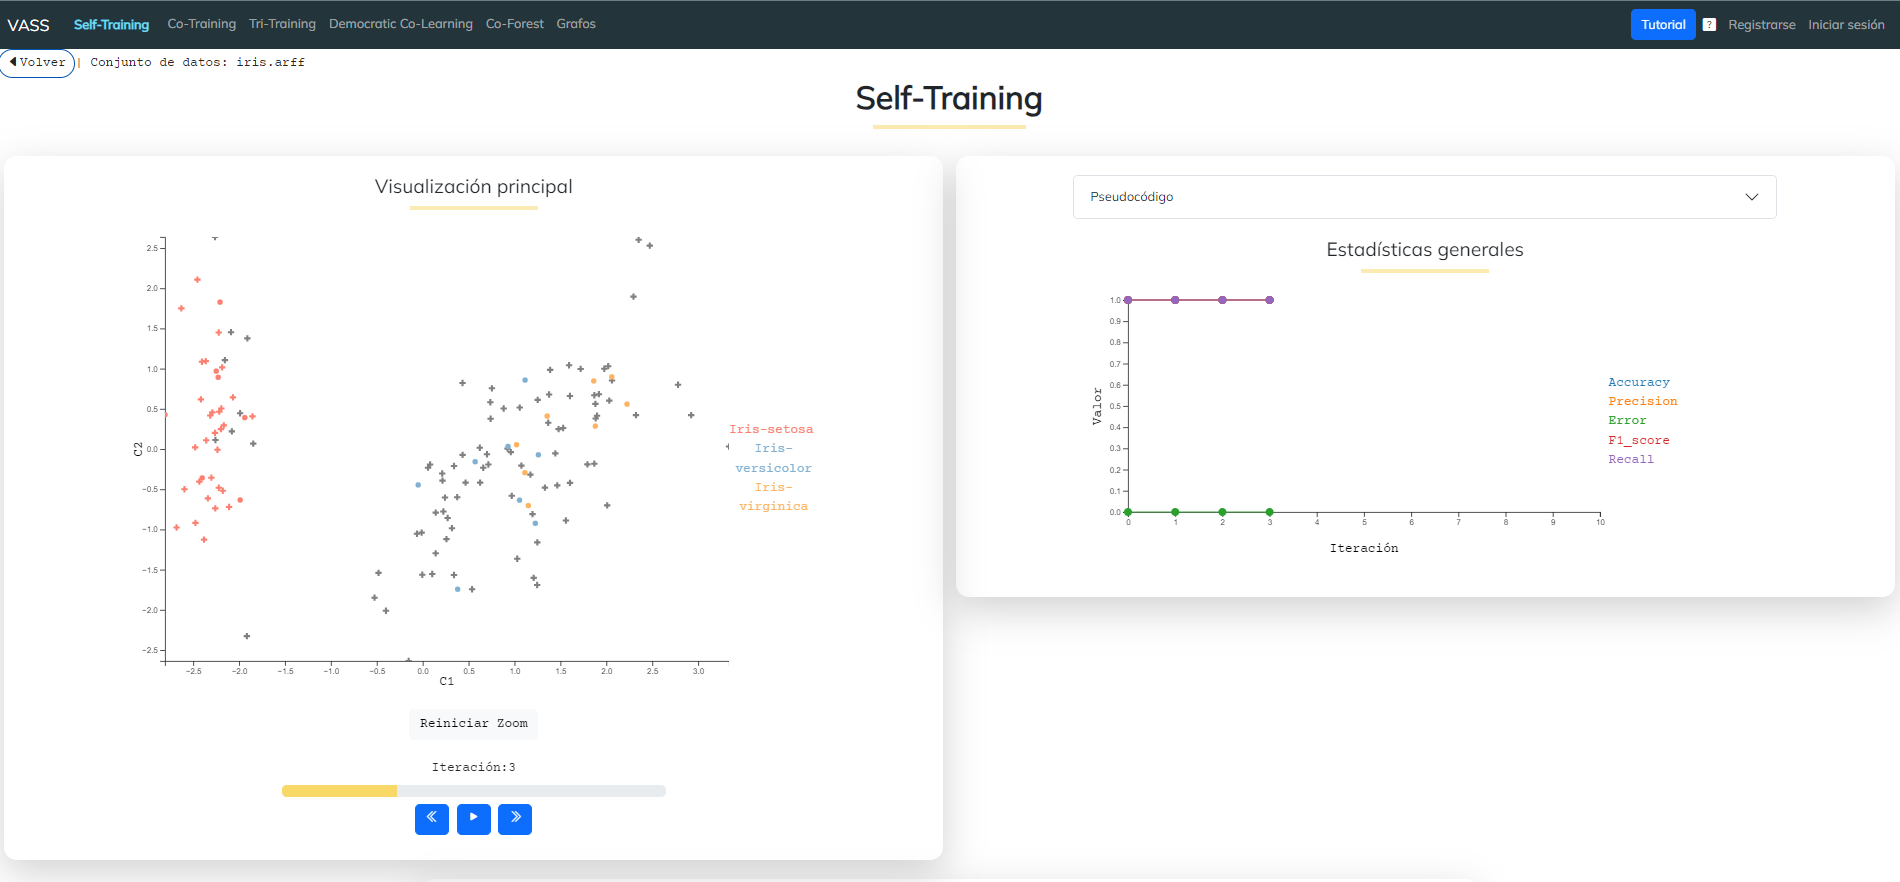 VASS Self-Training Co-Training Tri-Training Democratic Co-Learning Co-Forest Grafos Tutorial ? Registrarse Iniciar sesión
Volver | Conjunto de datos: iris.arff
Self-Training
Visualización principal
2.5
2.0
1.5
1.0
0.5
0.0
−0.5
−1.0
−1.5
−2.0
−2.5
C2
−2.5 −2.0 −1.5 −1.0 −0.5 0.0 0.5 1.0 1.5 2.0 2.5 3.0
C1
Iris-setosa
Iris-
versicolor
Iris-
virginica
Reiniciar Zoom
Iteración:3
Pseudocódigo
Estadísticas generales
1.0
0.9
0.8
0.7
0.6
0.5
0.4
0.3
0.2
0.1
0.0
Valor
0 1 2 3 4 5 6 7 8 9 10
Iteración
Accuracy
Precision
Error
F1_score
Recall